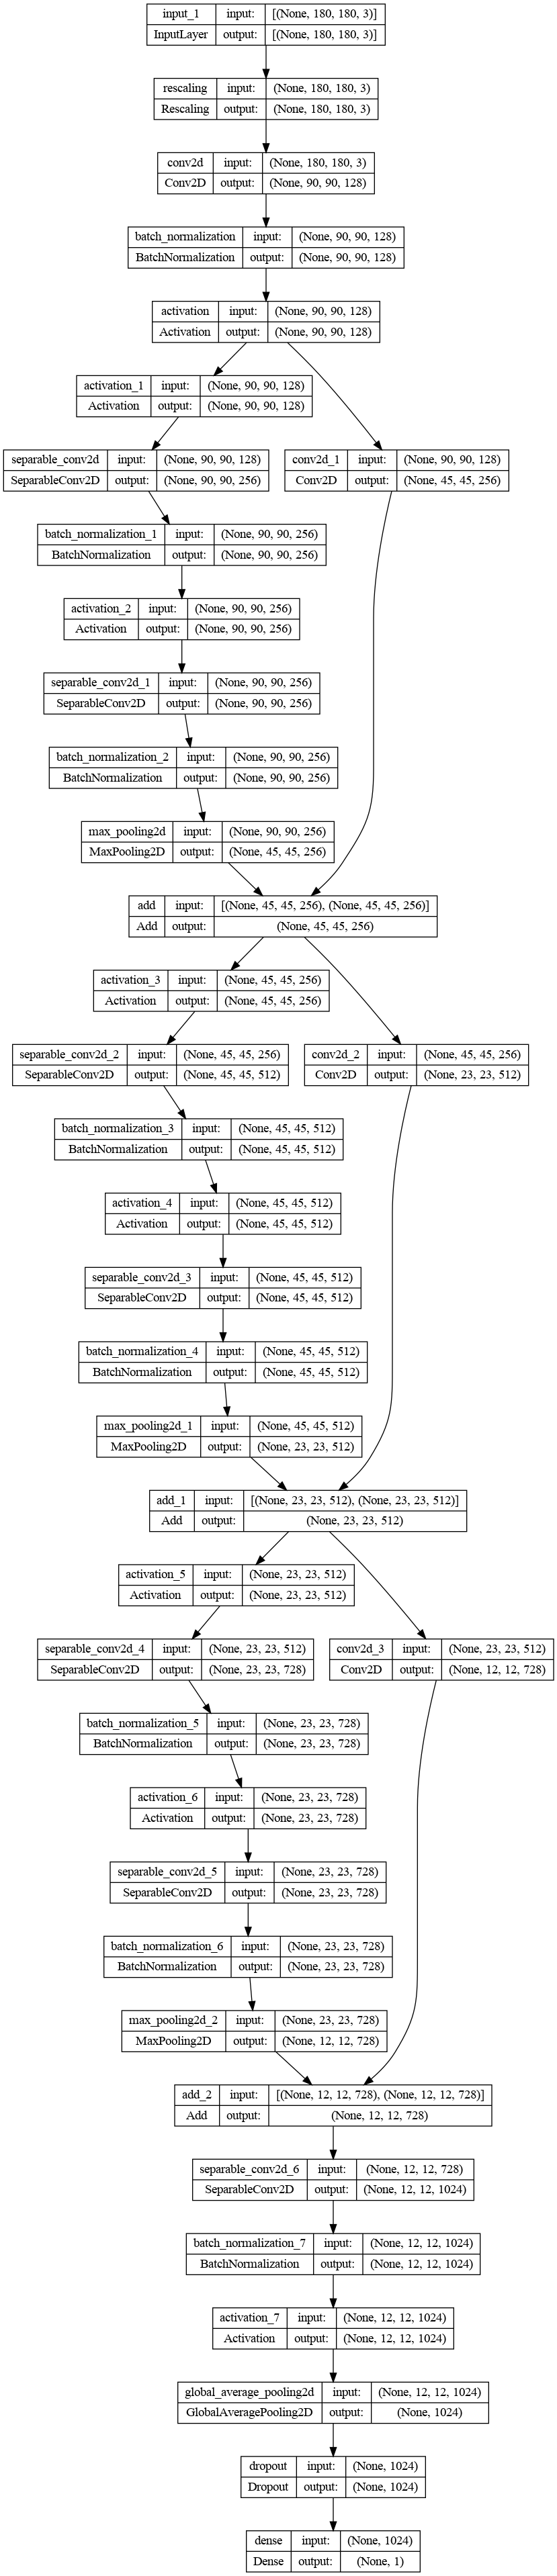 input_1 input: [(None, 180, 180, 3)]
InputLayer output: [(None, 180, 180, 3)]
rescaling input: (None, 180, 180, 3)
Rescaling output: (None, 180, 180, 3)
conv2d input: (None, 180, 180, 3)
Conv2D output: (None, 90, 90, 128)
batch_normalization input: (None, 90, 90, 128)
BatchNormalization output: (None, 90, 90, 128)
activation input: (None, 90, 90, 128)
Activation output: (None, 90, 90, 128)
activation_1 input: (None, 90, 90, 128)
Activation output: (None, 90, 90, 128)
separable_conv2d input: (None, 90, 90, 128)
SeparableConv2D output: (None, 90, 90, 256)
conv2d_1 input: (None, 90, 90, 128)
Conv2D output: (None, 45, 45, 256)
batch_normalization_1 input: (None, 90, 90, 256)
BatchNormalization output: (None, 90, 90, 256)
activation_2 input: (None, 90, 90, 256)
Activation output: (None, 90, 90, 256)
separable_conv2d_1 input: (None, 90, 90, 256)
SeparableConv2D output: (None, 90, 90, 256)
batch_normalization_2 input: (None, 90, 90, 256)
BatchNormalization output: (None, 90, 90, 256)
max_pooling2d input: (None, 90, 90, 256)
MaxPooling2D output: (None, 45, 45, 256)
add input: [(None, 45, 45, 256), (None, 45, 45, 256)]
Add output: (None, 45, 45, 256)
activation_3 input: (None, 45, 45, 256)
Activation output: (None, 45, 45, 256)
separable_conv2d_2 input: (None, 45, 45, 256)
SeparableConv2D output: (None, 45, 45, 512)
conv2d_2 input: (None, 45, 45, 256)
Conv2D output: (None, 23, 23, 512)
batch_normalization_3 input: (None, 45, 45, 512)
BatchNormalization output: (None, 45, 45, 512)
activation_4 input: (None, 45, 45, 512)
Activation output: (None, 45, 45, 512)
separable_conv2d_3 input: (None, 45, 45, 512)
SeparableConv2D output: (None, 45, 45, 512)
batch_normalization_4 input: (None, 45, 45, 512)
BatchNormalization output: (None, 45, 45, 512)
max_pooling2d_1 input: (None, 45, 45, 512)
MaxPooling2D output: (None, 23, 23, 512)
add_1 input: [(None, 23, 23, 512), (None, 23, 23, 512)]
Add output: (None, 23, 23, 512)
activation_5 input: (None, 23, 23, 512)
Activation output: (None, 23, 23, 512)
separable_conv2d_4 input: (None, 23, 23, 512)
SeparableConv2D output: (None, 23, 23, 728)
conv2d_3 input: (None, 23, 23, 512)
Conv2D output: (None, 12, 12, 728)
batch_normalization_5 input: (None, 23, 23, 728)
BatchNormalization output: (None, 23, 23, 728)
activation_6 input: (None, 23, 23, 728)
Activation output: (None, 23, 23, 728)
separable_conv2d_5 input: (None, 23, 23, 728)
SeparableConv2D output: (None, 23, 23, 728)
batch_normalization_6 input: (None, 23, 23, 728)
BatchNormalization output: (None, 23, 23, 728)
max_pooling2d_2 input: (None, 23, 23, 728)
MaxPooling2D output: (None, 12, 12, 728)
add_2 input: [(None, 12, 12, 728), (None, 12, 12, 728)]
Add output: (None, 12, 12, 728)
separable_conv2d_6 input: (None, 12, 12, 728)
SeparableConv2D output: (None, 12, 12, 1024)
batch_normalization_7 input: (None, 12, 12, 1024)
BatchNormalization output: (None, 12, 12, 1024)
activation_7 input: (None, 12, 12, 1024)
Activation output: (None, 12, 12, 1024)
global_average_pooling2d input: (None, 12, 12, 1024)
GlobalAveragePooling2D output: (None, 1024)
dropout input: (None, 1024)
Dropout output: (None, 1024)
dense input: (None, 1024)
Dense output: (None, 1)